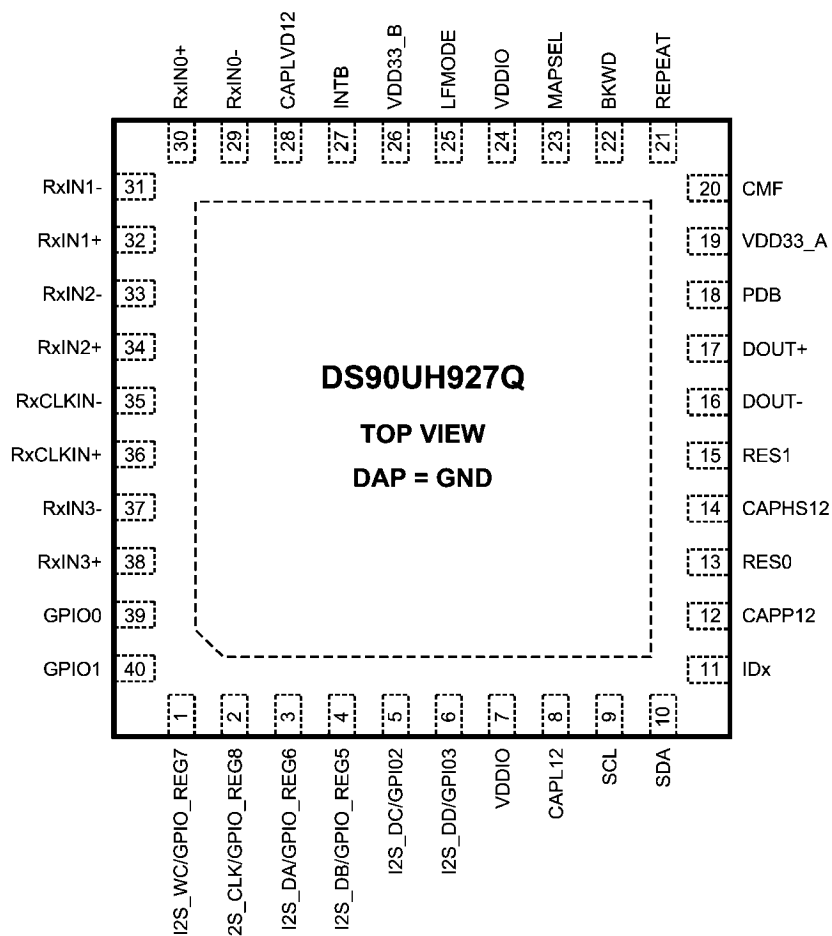 RxIN0+
RxIN0-
CAPLVD12
INTB
VDD33_B
LFMODE
VDDIO
MAPSEL
BKWD
REPEAT
30
29
28
27
26
25
24
23
22
21
RxIN1- 31
RxIN1+ 32
RxIN2- 33
RxIN2+ 34
RxCLKIN- 35
RxCLKIN+ 36
RxIN3- 37
RxIN3+ 38
GPIO0 39
GPIO1 40
DS90UH927Q
TOP VIEW
DAP = GND
20 CMF
19 VDD33_A
18 PDB
17 DOUT+
16 DOUT-
15 RES1
14 CAPHS12
13 RES0
12 CAPP12
11 IDx
1
2
3
4
5
6
7
8
9
10
I2S_WC/GPIO_REG7
2S_CLK/GPIO_REG8
I2S_DA/GPIO_REG6
I2S_DB/GPIO_REG5
I2S_DC/GPI02
I2S_DD/GPI03
VDDIO
CAPL12
SCL
SDA